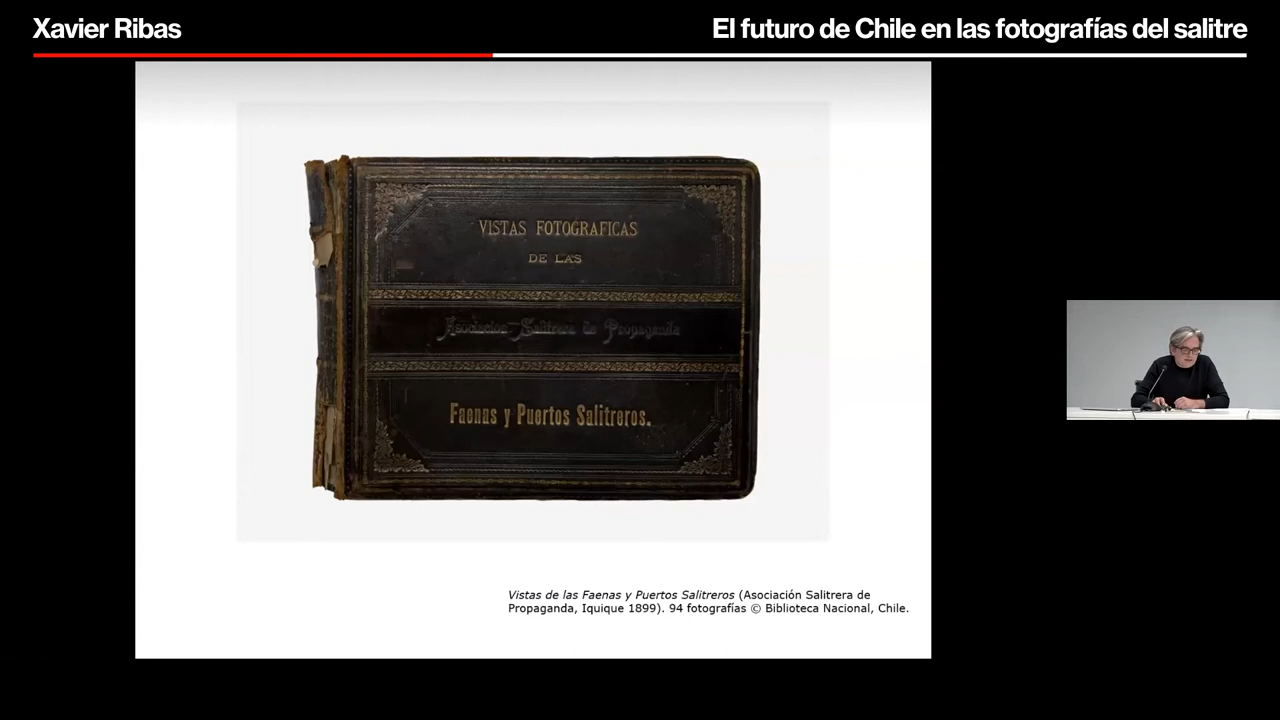 Xavier Ribas
El futuro de Chile en las fotografías del salitre
VISTAS FOTOGRAFICAS
DE LAS
Asociacion Salitrera de Propaganda
Faenas y Puertos Salitreros.
Vistas de las Faenas y Puertos Salitreros (Asociación Salitrera de
Propaganda, Iquique 1899). 94 fotografías © Biblioteca Nacional, Chile.